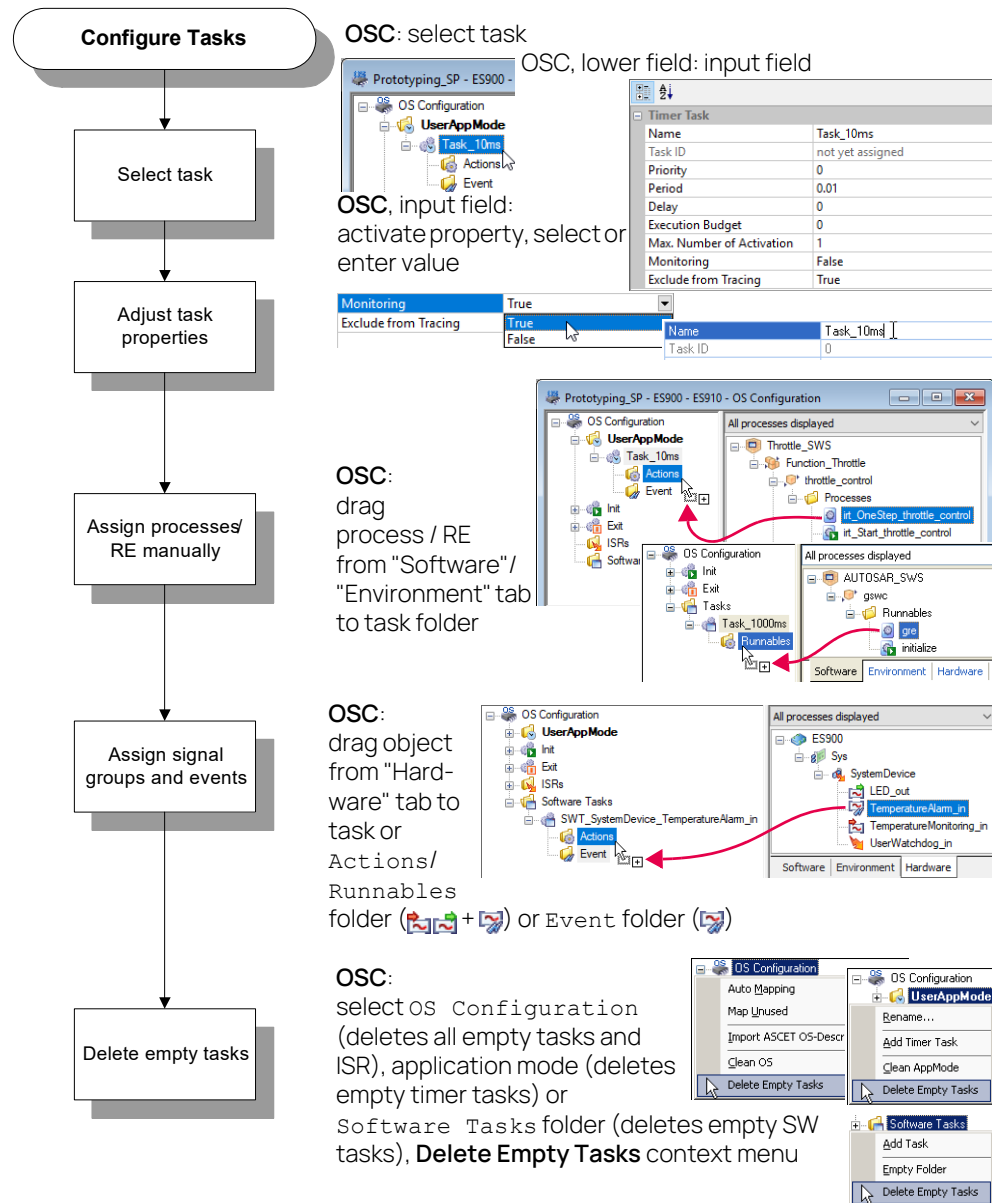 Configure Tasks
OSC: select task
OSC, lower field: input field
Prototyping_SP - ES900 -
OS Configuration
UserAppMode
Task_10ms
Actions
Event
Timer Task
Name Task_10ms
Task ID not yet assigned
Priority 0
Period 0.01
Delay 0
Execution Budget 0
Max. Number of Activation 1
Monitoring False
Exclude from Tracing True
Select task
OSC, input field:
activate property, select or
enter value
Monitoring True
Exclude from Tracing True
False
Name Task_10ms
Task ID 0
Adjust task
properties
Prototyping_SP - ES900 - ES910 - OS Configuration
OS Configuration
UserAppMode
Task_10ms
Actions
Event
Init
Exit
ISRs
Softwar
All processes displayed
Throttle_SWS
Function_Throttle
throttle_control
Processes
irt_OneStep_throttle_control
irt_Start_throttle_control
OSC:
drag
process / RE
from "Software"/
"Environment" tab
to task folder
Assign processes/
RE manually
OS Configuration
Init
Exit
Tasks
Task_1000ms
Runnables
All processes displayed
AUTOSAR_SWS
gswc
Runnables
gre
initialize
Software Environment Hardware
OSC:
drag object
from "Hard-
ware" tab to
task or
Actions/
Runnables
folder ( + ) or Event folder ( )
Assign signal
groups and events
OS Configuration
UserAppMode
Init
Exit
ISRs
Software Tasks
SWT_SystemDevice_TemperatureAlarm_in
Actions
Event
All processes displayed
ES900
Sys
SystemDevice
LED_out
TemperatureAlarm_in
TemperatureMonitoring_in
UserWatchdog_in
Software Environment Hardware
OSC:
select OS Configuration
(deletes all empty tasks and
ISR), application mode (deletes
empty timer tasks) or
Software Tasks folder (deletes empty SW
tasks), Delete Empty Tasks context menu
Delete empty tasks
OS Configuration
Auto Mapping
Map Unused
Import ASCET OS-Descr
Clean OS
Delete Empty Tasks
OS Configuration
UserAppMode
Rename...
Add Timer Task
Clean AppMode
Delete Empty Tasks
Software Tasks
Add Task
Empty Folder
Delete Empty Tasks